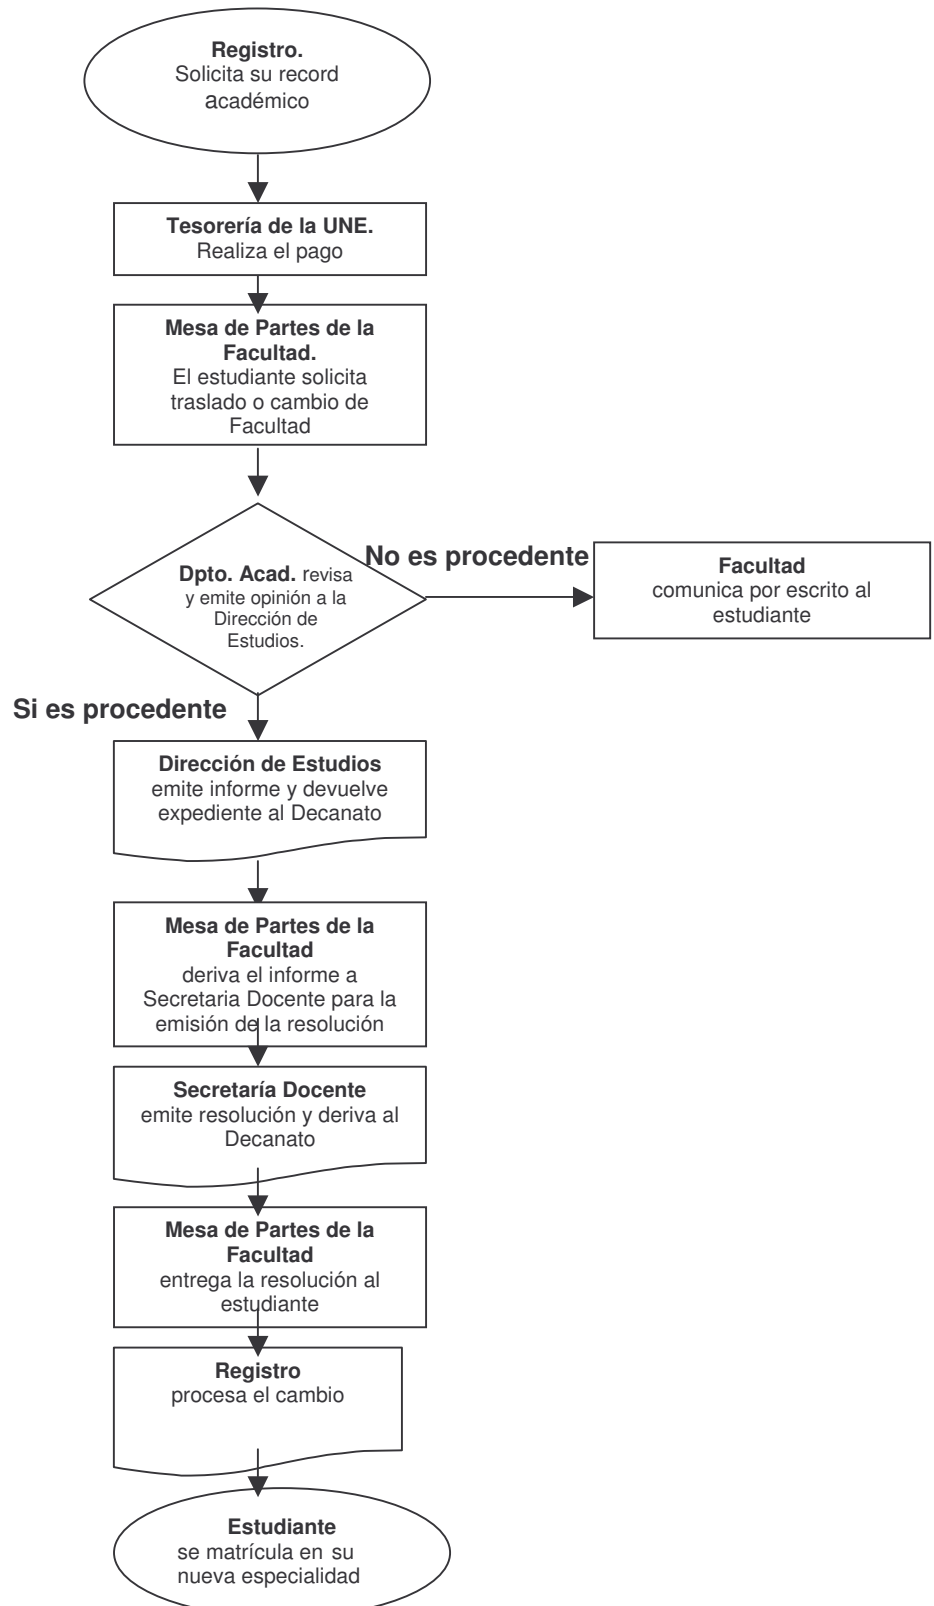 Registro.
Solicita su record
académico
Tesorería de la UNE.
Realiza el pago
Mesa de Partes de la
Facultad.
El estudiante solicita
traslado o cambio de
Facultad
Dpto. Acad. revisa
y emite opinión a la
Dirección de
Estudios.
No es procedente
Facultad
comunica por escrito al
estudiante
Si es procedente
Dirección de Estudios
emite informe y devuelve
expediente al Decanato
Mesa de Partes de la
Facultad
deriva el informe a
Secretaria Docente para la
emisión de la resolución
Secretaría Docente
emite resolución y deriva al
Decanato
Mesa de Partes de la
Facultad
entrega la resolución al
estudiante
Registro
procesa el cambio
Estudiante
se matrícula en su
nueva especialidad